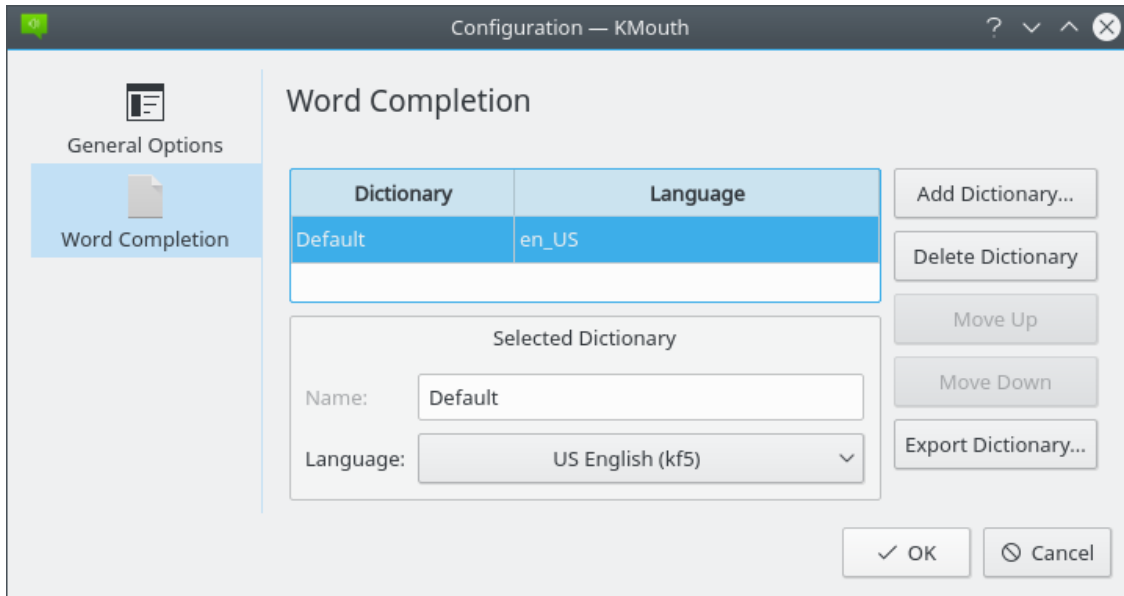 Configuration — KMouth
General Options
Word Completion
Word Completion
Dictionary Language
Default en_US
Add Dictionary...
Delete Dictionary
Move Up
Move Down
Export Dictionary...
Selected Dictionary
Name: Default
Language: US English (kf5)
OK Cancel